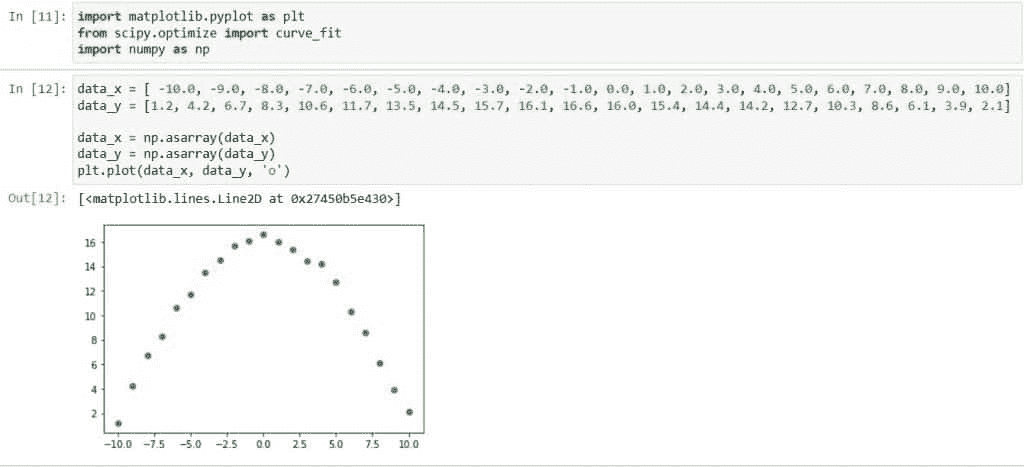 In [11]: import matplotlib.pyplot as plt
from scipy.optimize import curve_fit
import numpy as np
In [12]: data_x = [ -10.0, -9.0, -8.0, -7.0, -6.0, -5.0, -4.0, -3.0, -2.0, -1.0, 0.0, 1.0, 2.0, 3.0, 4.0, 5.0, 6.0, 7.0, 8.0, 9.0, 10.0]
data_y = [1.2, 4.2, 6.7, 8.3, 10.6, 11.7, 13.5, 14.5, 15.7, 16.1, 16.6, 16.0, 15.4, 14.4, 14.2, 12.7, 10.3, 8.6, 6.1, 3.9, 2.1]
data_x = np.asarray(data_x)
data_y = np.asarray(data_y)
plt.plot(data_x, data_y, 'o')
Out[12]: [<matplotlib.lines.Line2D at 0x27450b5e430>]
16
14
12
10
8
6
4
2
−10.0 −7.5 −5.0 −2.5 0.0 2.5 5.0 7.5 10.0